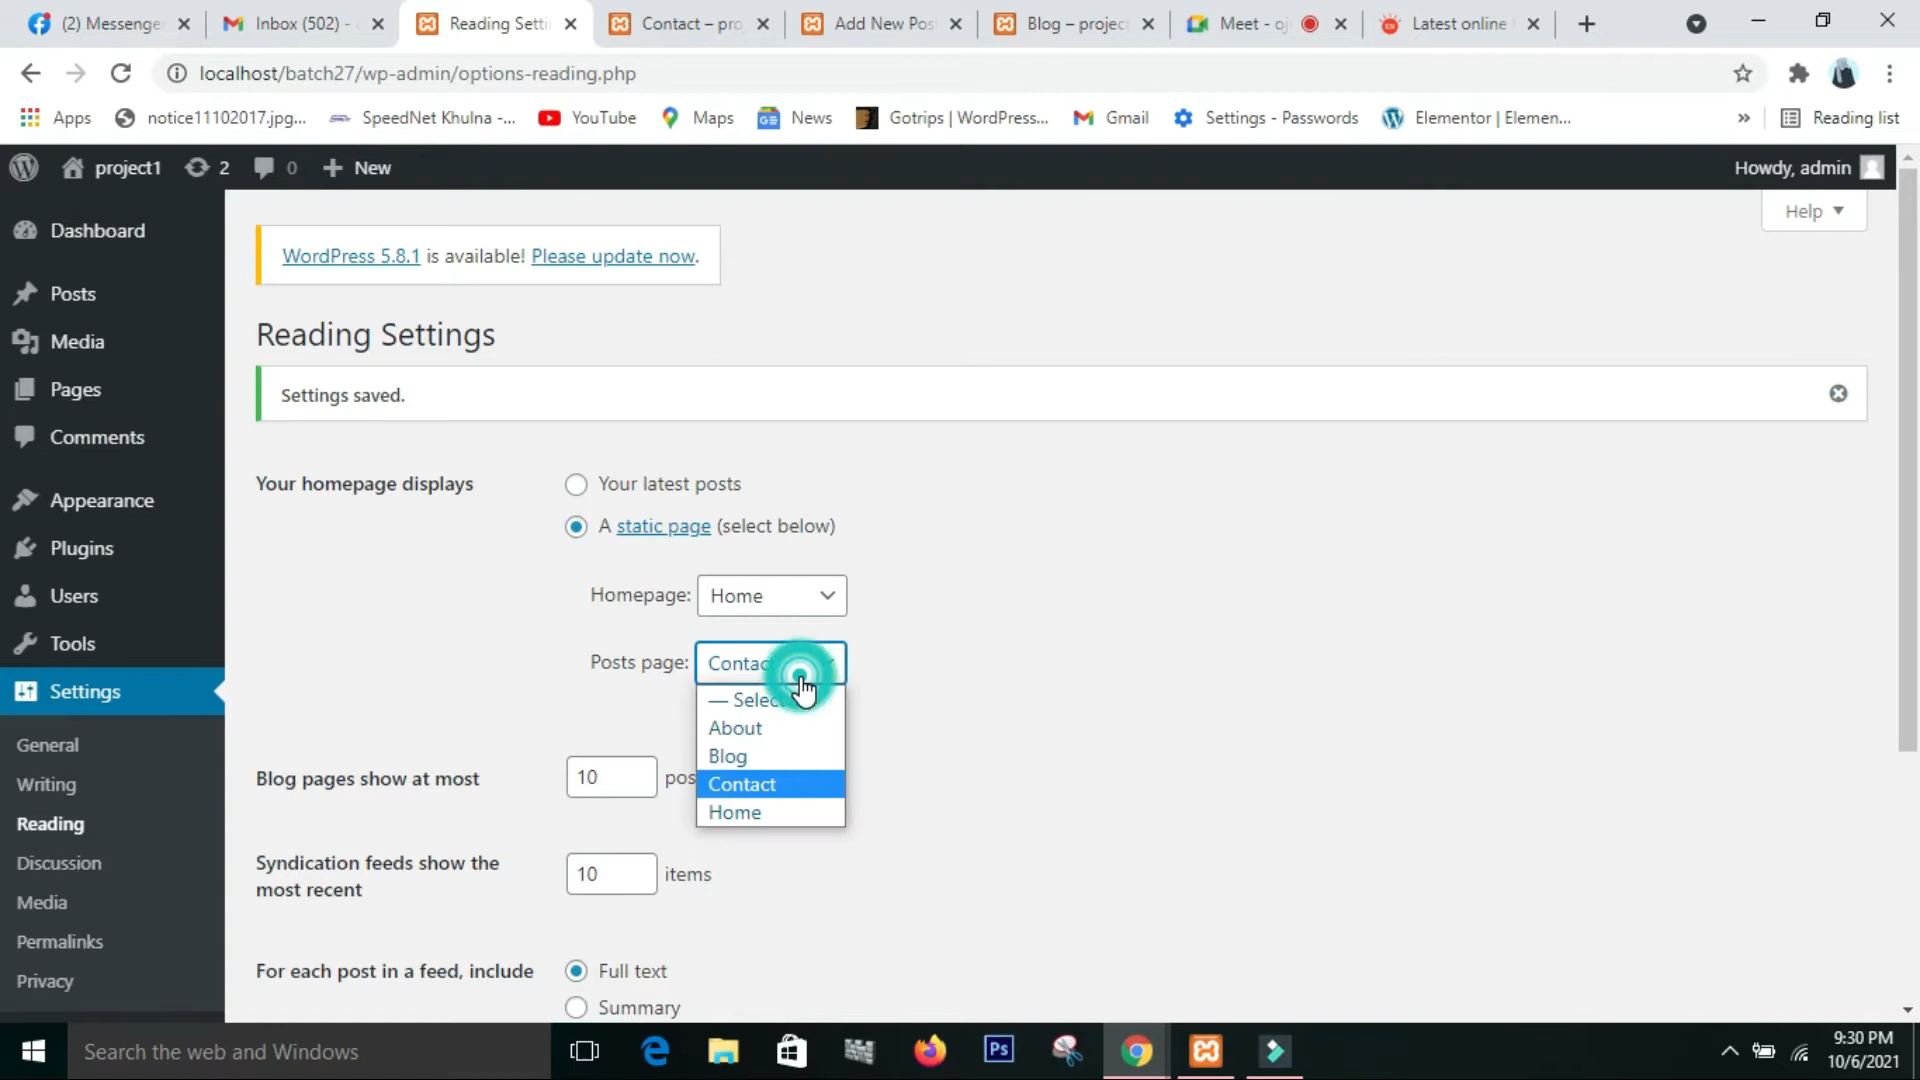 (2) Messenger
Inbox (502) -
Reading Setti
Contact – pro
Add New Pos
Blog – project
Meet - oj
Latest online
localhost/batch27/wp-admin/options-reading.php
Apps
notice11102017.jpg...
SpeedNet Khulna -...
YouTube
Maps
News
Gotrips | WordPress...
Gmail
Settings - Passwords
Elementor | Elemen...
»
Reading list
project1
2
0
New
Howdy, admin
Help
Dashboard
WordPress 5.8.1 is available! Please update now.
Posts
Media
Pages
Comments
Appearance
Plugins
Users
Tools
Settings
General
Writing
Reading
Discussion
Media
Permalinks
Privacy
Reading Settings
Settings saved.
Your homepage displays
Your latest posts
A static page (select below)
Homepage: Home
Posts page:
About
Blog
Contact
Home
Blog pages show at most
10
Syndication feeds show the
most recent
10 items
For each post in a feed, include
Full text
Summary
Search the web and Windows
Ps
9:30 PM
10/6/2021